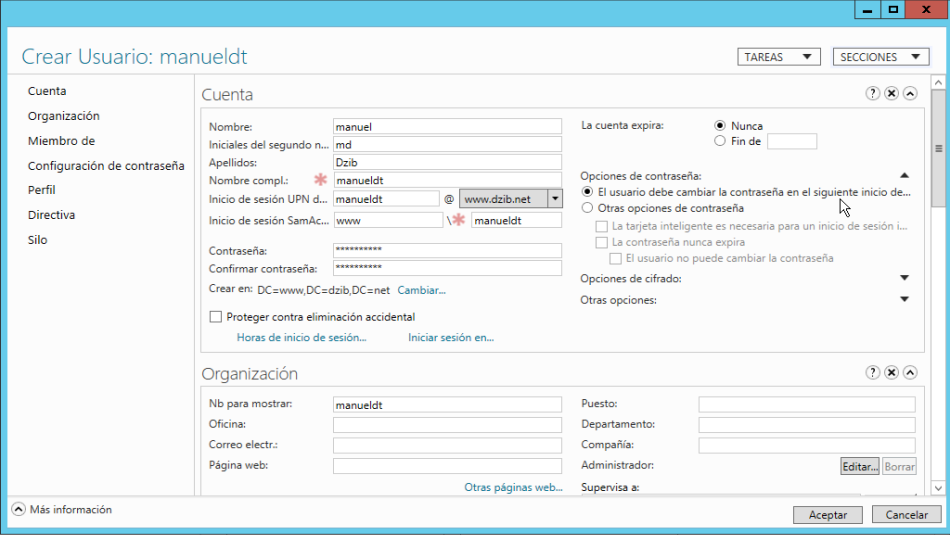 Crear Usuario: manueldt
TAREAS
SECCIONES
Cuenta
Organización
Miembro de
Configuración de contraseña
Perfil
Directiva
Silo
Cuenta
Nombre: manuel
Iniciales del segundo n... md
Apellidos: Dzib
Nombre compl.: * manueldt
Inicio de sesión UPN d... manueldt @ www.dzib.net
Inicio de sesión SamAc... www \* manueldt
Contraseña: **********
Confirmar contraseña: **********
Crear en: DC=www,DC=dzib,DC=net Cambiar...
Proteger contra eliminación accidental
Horas de inicio de sesión... Iniciar sesión en...
La cuenta expira: Nunca
Fin de
Opciones de contraseña:
El usuario debe cambiar la contraseña en el siguiente inicio de...
Otras opciones de contraseña
La tarjeta inteligente es necesaria para un inicio de sesión i...
La contraseña nunca expira
El usuario no puede cambiar la contraseña
Opciones de cifrado:
Otras opciones:
Organización
Nb para mostrar: manueldt
Oficina:
Correo electr.:
Página web:
Otras páginas web...
Puesto:
Departamento:
Compañía:
Administrador: Editar... Borrar
Supervisa a:
Más información
Aceptar
Cancelar